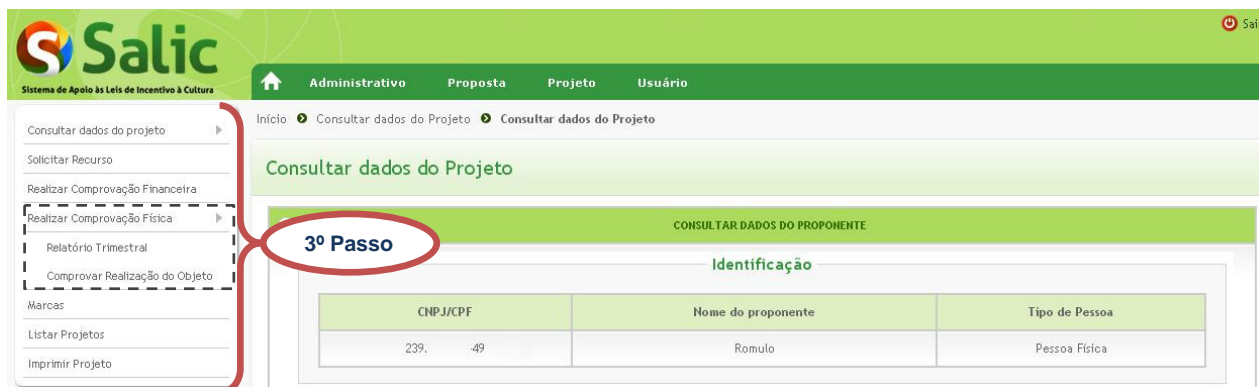 Salic
Sistema de Apoio às Leis de Incentivo à Cultura
Sai
Administrativo Proposta Projeto Usuário
Início Consultar dados do Projeto Consultar dados do Projeto
Consultar dados do projeto
Solicitar Recurso
Realizar Comprovação Financeira
Realizar Comprovação Física
Relatório Trimestral
Comprovar Realização do Objeto
Marcas
Listar Projetos
Imprimir Projeto
3º Passo
Consultar dados do Projeto
CONSULTAR DADOS DO PROPONENTE
Identificação
CNPJ/CPF Nome do proponente Tipo de Pessoa
239. -49 Romulo Pessoa Física